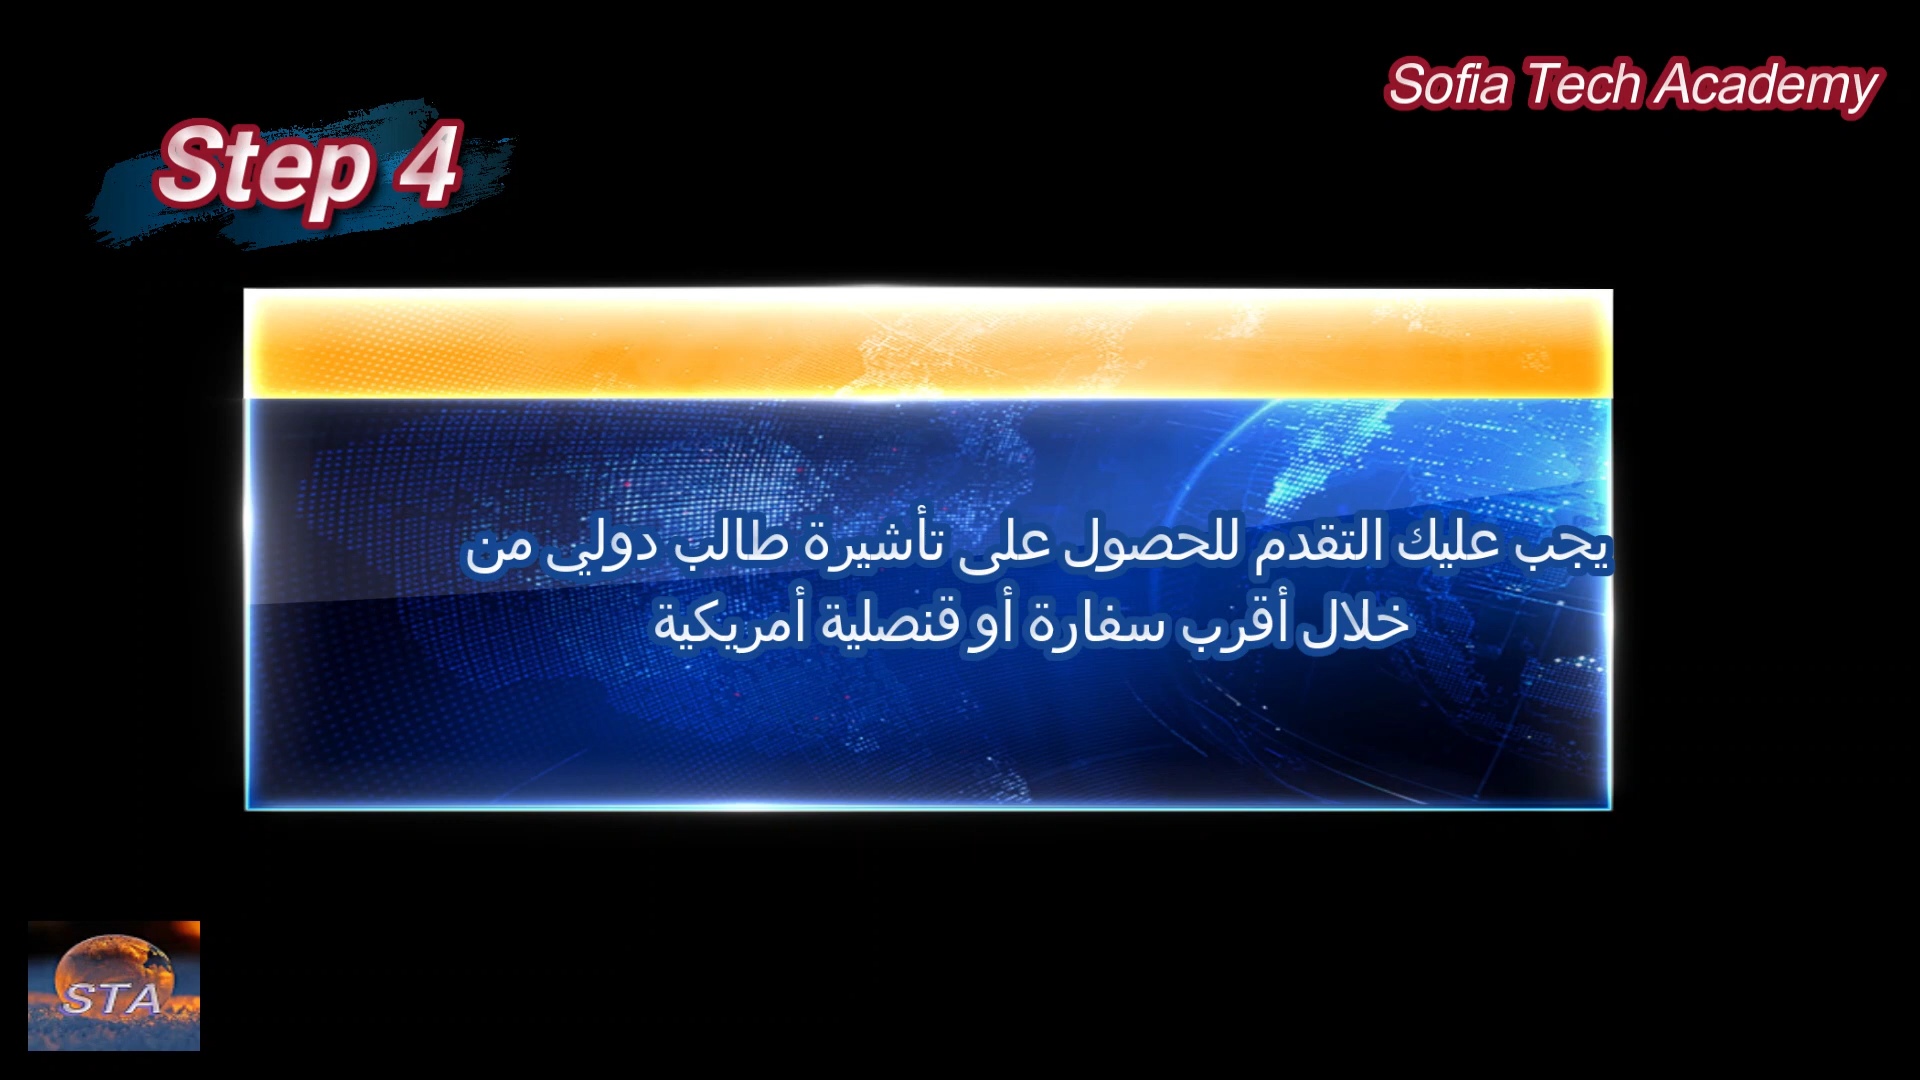 Sofia Tech Academy
Step 4
يجب عليك التقدم للحصول على تأشيرة طالب دولي من
خلال أقرب سفارة أو قنصلية أمريكية
STA